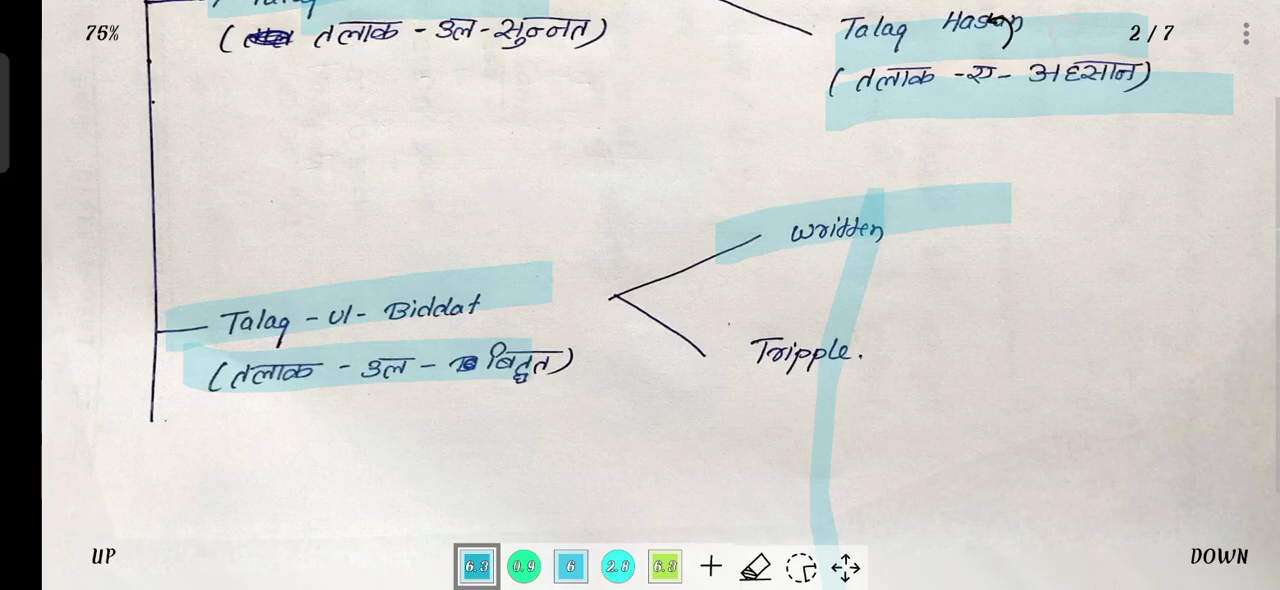 75%
(तलाक - उल-सुन्नत)
Talaq Hasan
2/7
(तलाक -ए- अहसान)
written
Talaq - Ul - Biddat
(तलाक - उल - बिद्दत)
Tripple.
UP
6.3 0.9 6 2.8 6.3
DOWN